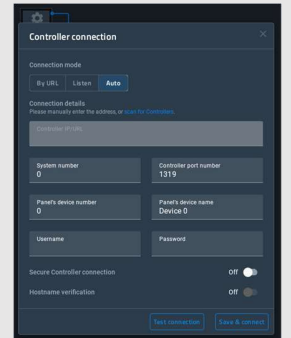 Controller connection
Connection mode
By URL Listen Auto
Connection details
Please manually enter the address, or scan for Controllers.
Controller IP/URL
System number
0
Controller port number
1319
Panel's device number
0
Panel's device name
Device 0
Username
Password
Secure Controller connection Off
Hostname verification Off
Test connection Save & connect